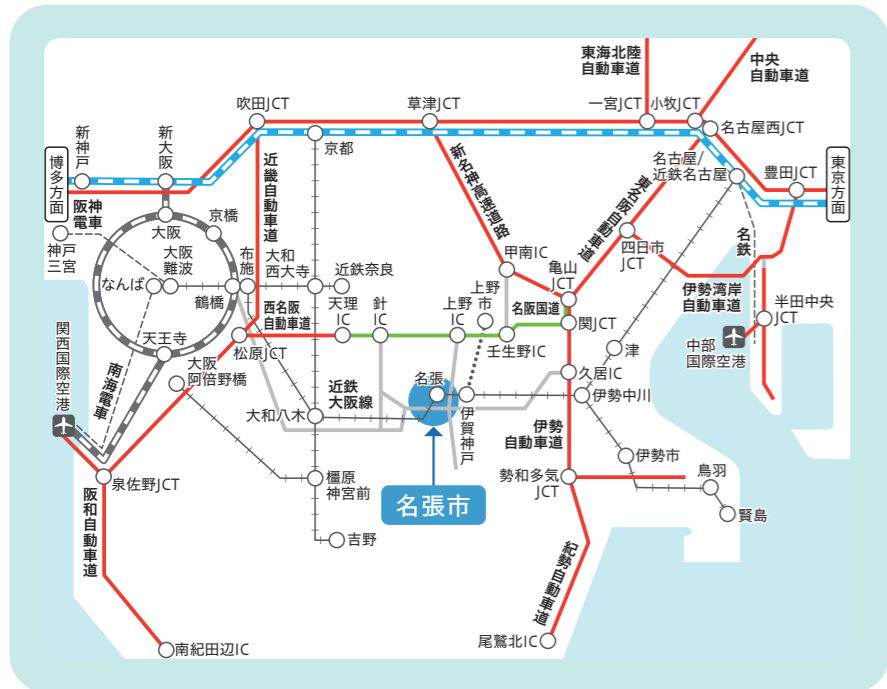 東海北陸
自動車道
中央
自動車道
吹田JCT
草津JCT
一宮JCT
小牧JCT
名古屋西JCT
新神戸
新大阪
京都
博多方面
東京方面
阪神
電車
近畿自動車道
新名神高速道路
東名阪自動車道
名古屋/
近鉄名古屋
豊田JCT
大阪
京橋
神戸
三宮
大阪
難波
なんば
布施
鶴橋
大和
西大寺
近鉄奈良
甲南IC
亀山
JCT
四日市
JCT
名鉄
伊勢湾岸
自動車道
半田中央
JCT
西名阪
自動車道
天理
IC
針
IC
上野
IC
上野
市
名阪国道
関JCT
壬生野IC
津
中部
国際空港
天王寺
松原JCT
大阪
阿倍野橋
関西国際空港
南海電車
近鉄
大阪線
名張
伊賀神戸
久居IC
伊勢中川
大和八木
伊勢
自動車道
伊勢市
泉佐野JCT
橿原
神宮前
名張市
勢和多気
JCT
鳥羽
賢島
吉野
阪和自動車道
紀勢自動車道
南紀田辺IC
尾鷲北IC